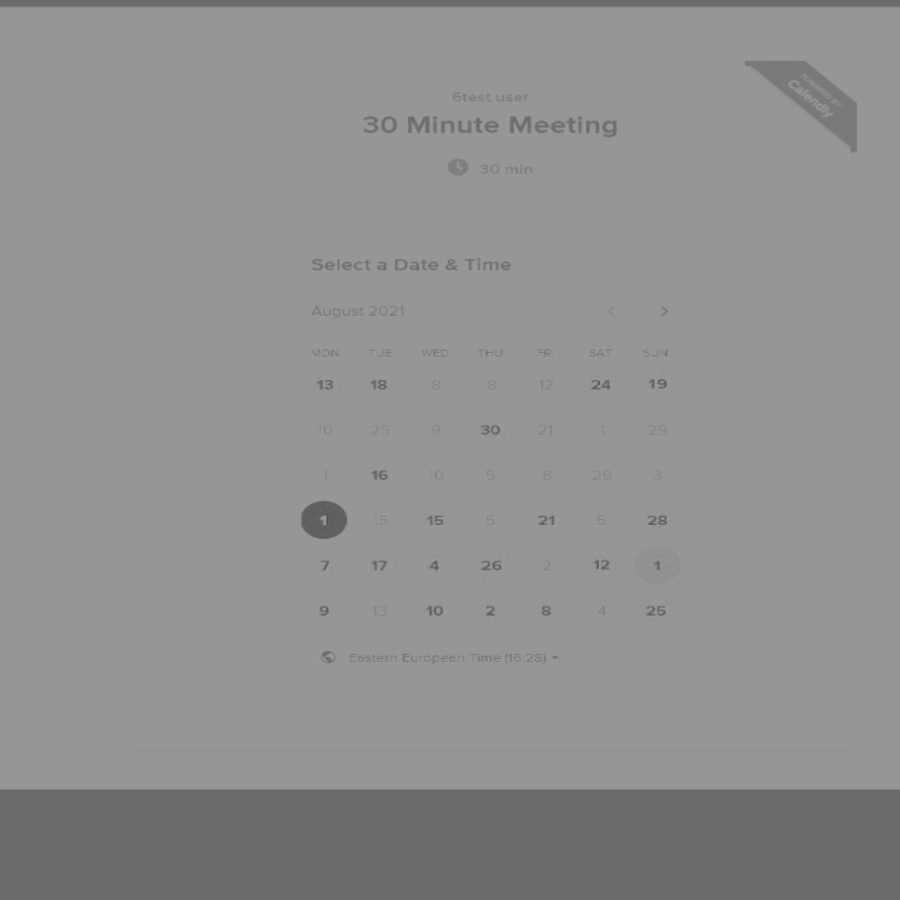 POWERED BY
Calendly
6test user
30 Minute Meeting
30 min
Select a Date & Time
August 2021
MON TUE WED THU FRI SAT SUN
13 18 8 8 12 24 19
10 25 9 30 21 1 29
1 16 10 5 8 29 3
1 15 15 5 21 5 28
7 17 4 26 2 12 1
9 13 10 2 8 4 25
Eastern European Time (16:28)